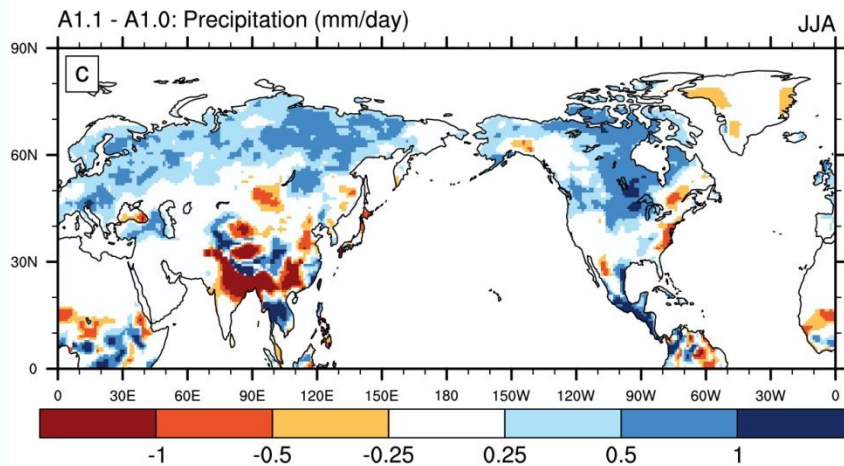 A1.1 - A1.0: Precipitation (mm/day) JJA
90N
C
60N
30N
0
0 30E 60E 90E 120E 150E 180 150W 120W 90W 60W 30W 0
-1 -0.5 -0.25 0.25 0.5 1